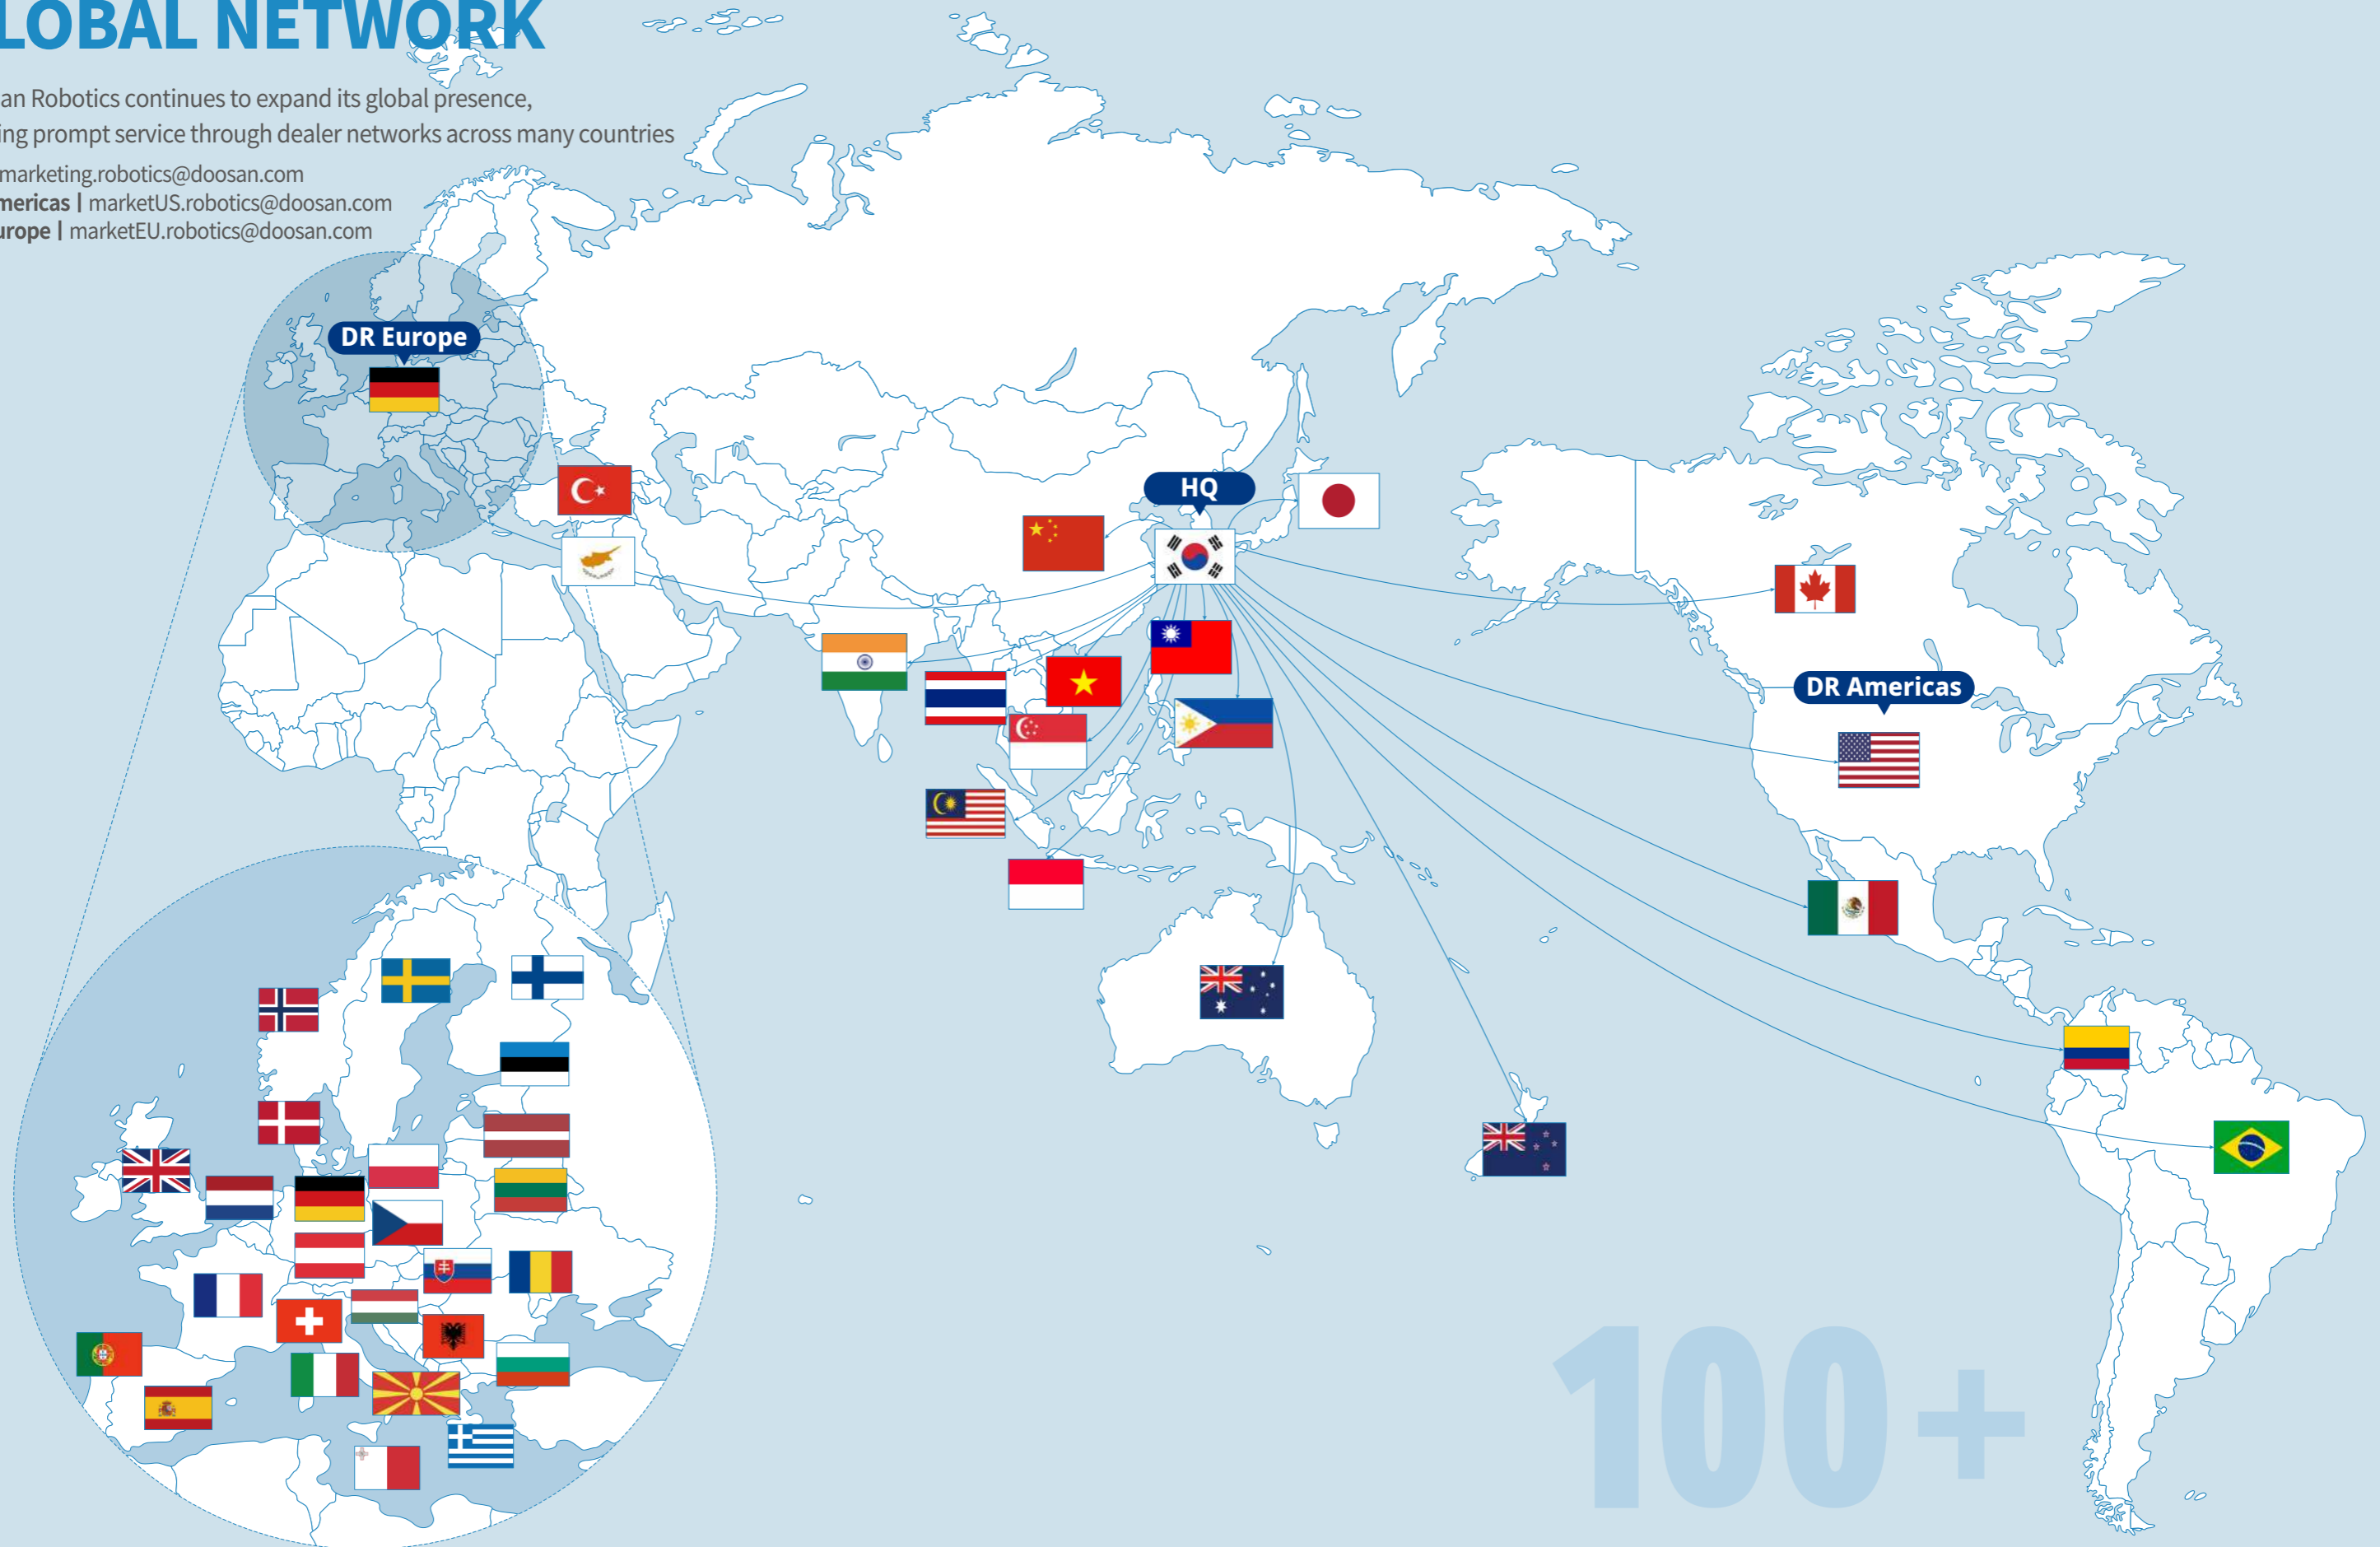 LOBAL NETWORK
an Robotics continues to expand its global presence,
ing prompt service through dealer networks across many countries
marketing.robotics@doosan.com
mericas | marketUS.robotics@doosan.com
urope | marketEU.robotics@doosan.com
DR Europe
HQ
DR Americas
100+